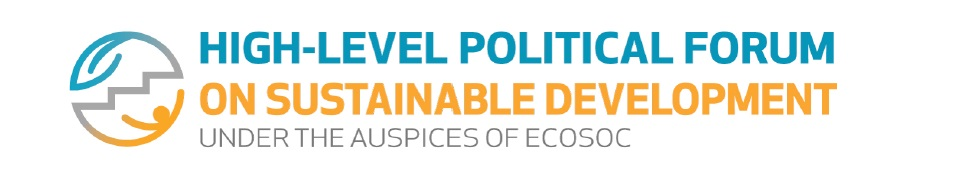 HIGH-LEVEL POLITICAL FORUM
ON SUSTAINABLE DEVELOPMENT
UNDER THE AUSPICES OF ECOSOC